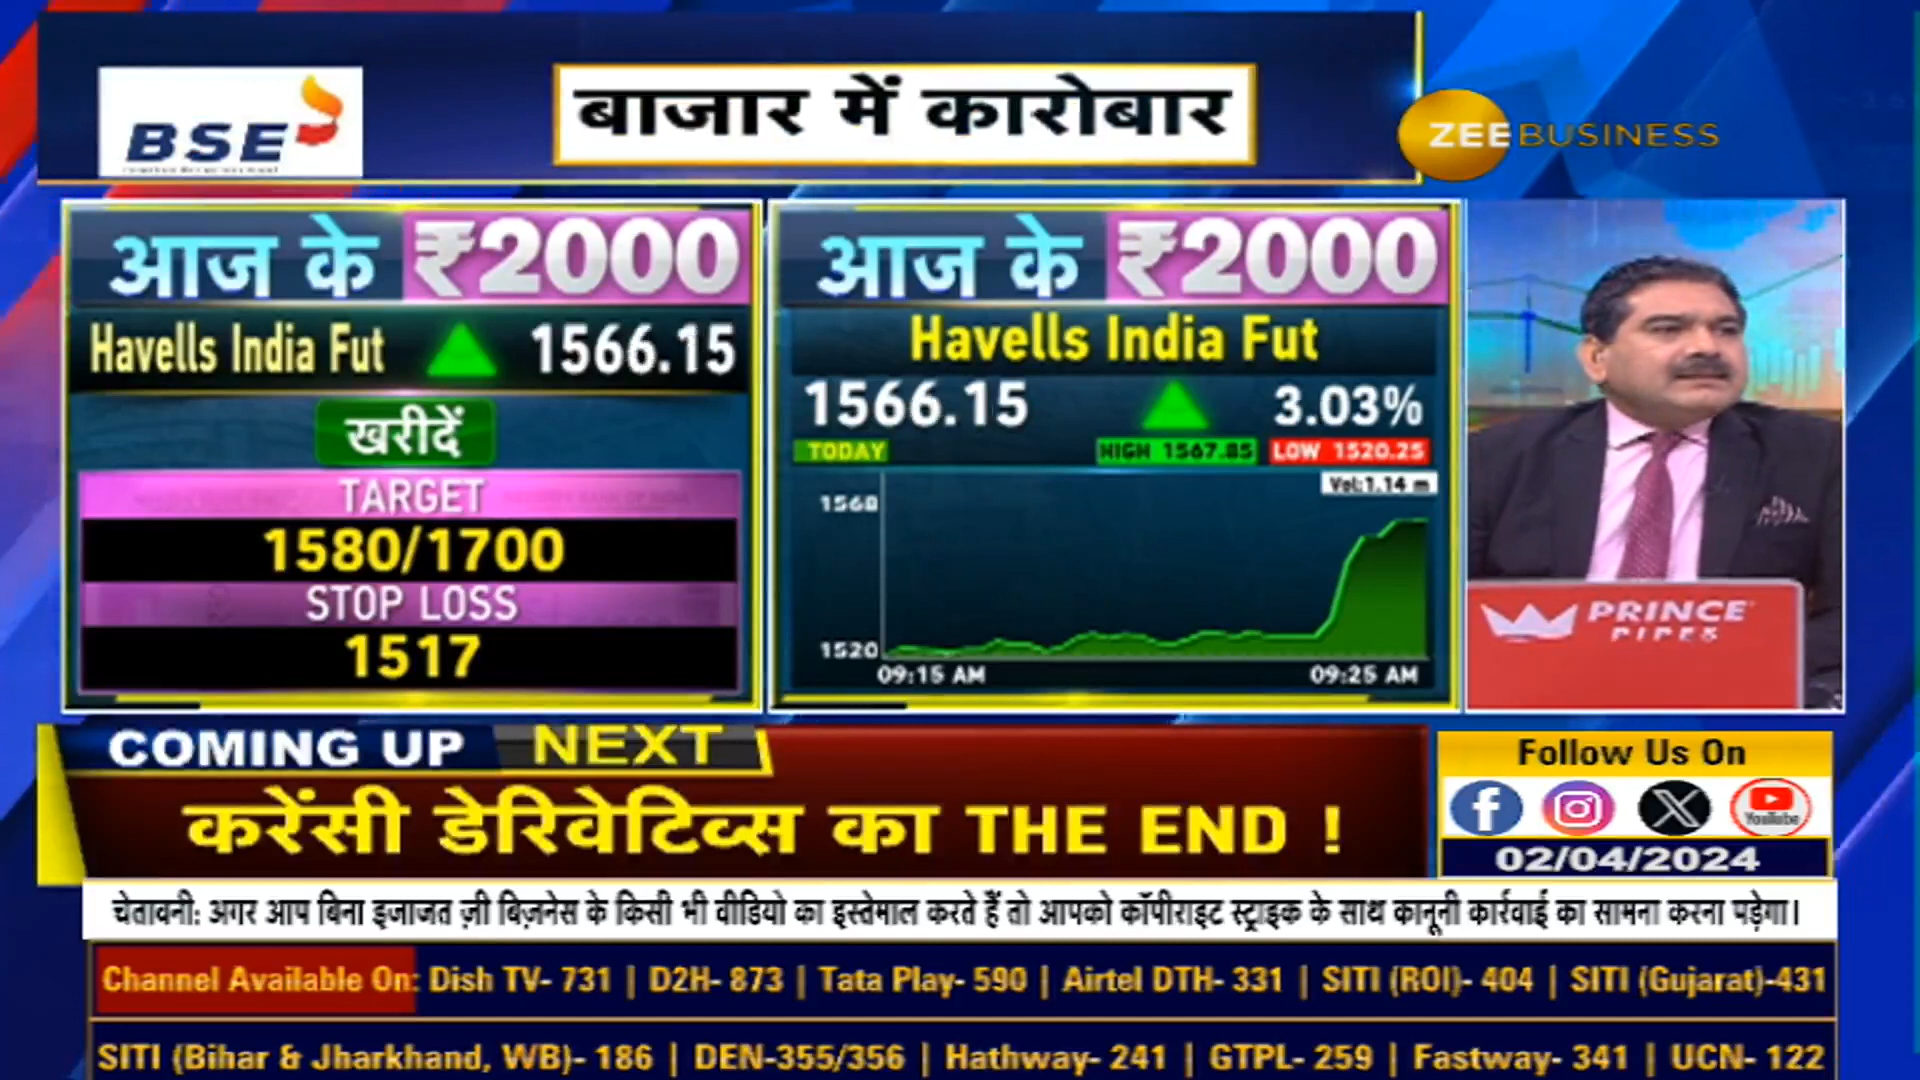 BSE
बाजार में कारोबार
ZEE BUSINESS
आज के ₹2000
Havells India Fut 1566.15
खरीदें
TARGET
1580/1700
STOP LOSS
1517
आज के ₹2000
Havells India Fut
1566.15 3.03%
TODAY HIGH 1567.85 LOW 1520.25
Vol:1.14 m
1568
1520
09:15 AM 09:25 AM
PRINCE
PIPES
COMING UP NEXT
करेंसी डेरिवेटिव्स का THE END !
Follow Us On
YouTube
02/04/2024
चेतावनी: अगर आप बिना इजाजत ज़ी बिज़नेस के किसी भी वीडियो का इस्तेमाल करते हैं तो आपको कॉपीराइट स्ट्राइक के साथ कानूनी कार्रवाई का सामना करना पड़ेगा।
Channel Available On: Dish TV- 731 | D2H- 873 | Tata Play- 590 | Airtel DTH- 331 | SITI (ROI)- 404 | SITI (Gujarat)-431
SITI (Bihar & Jharkhand, WB)- 186 | DEN-355/356 | Hathway- 241 | GTPL- 259 | Fastway- 341 | UCN- 122